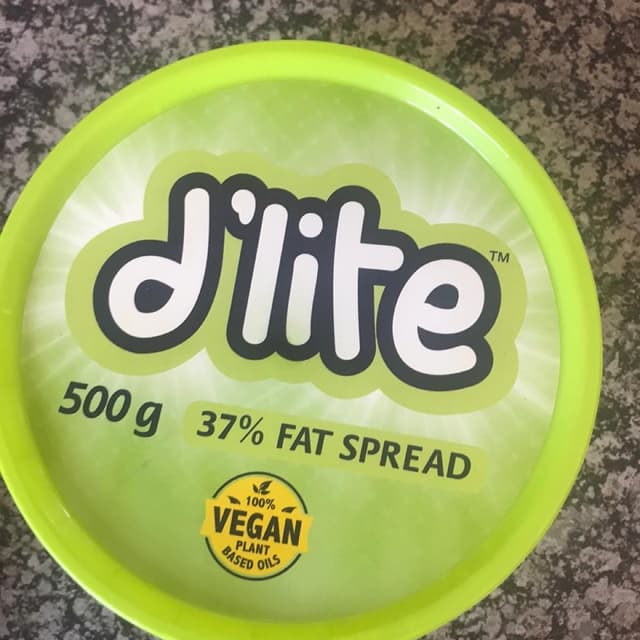 d'lite™
500 g
37% FAT SPREAD
100%
VEGAN
PLANT
BASED OILS